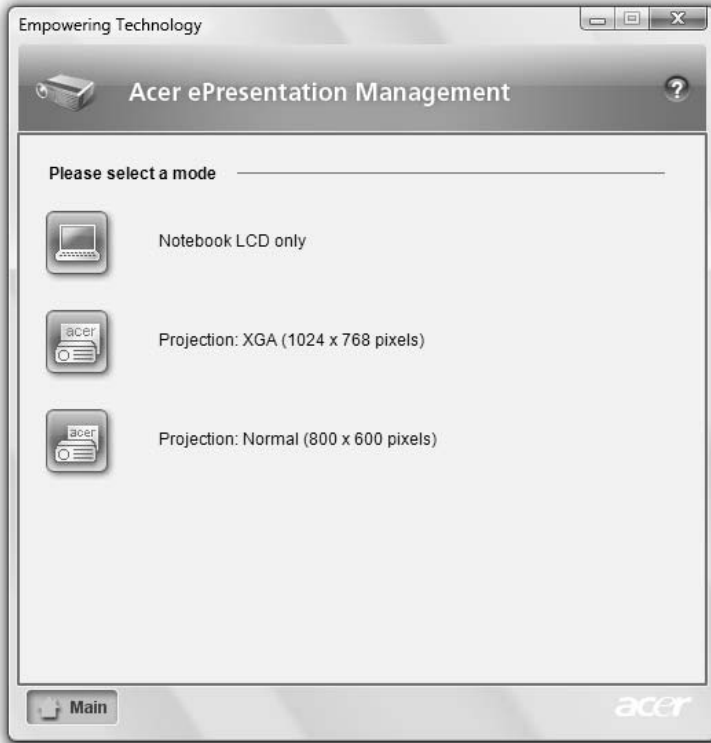 Empowering Technology
Acer ePresentation Management
?
Please select a mode
Notebook LCD only
acer
Projection: XGA (1024 x 768 pixels)
acer
Projection: Normal (800 x 600 pixels)
Main
acer